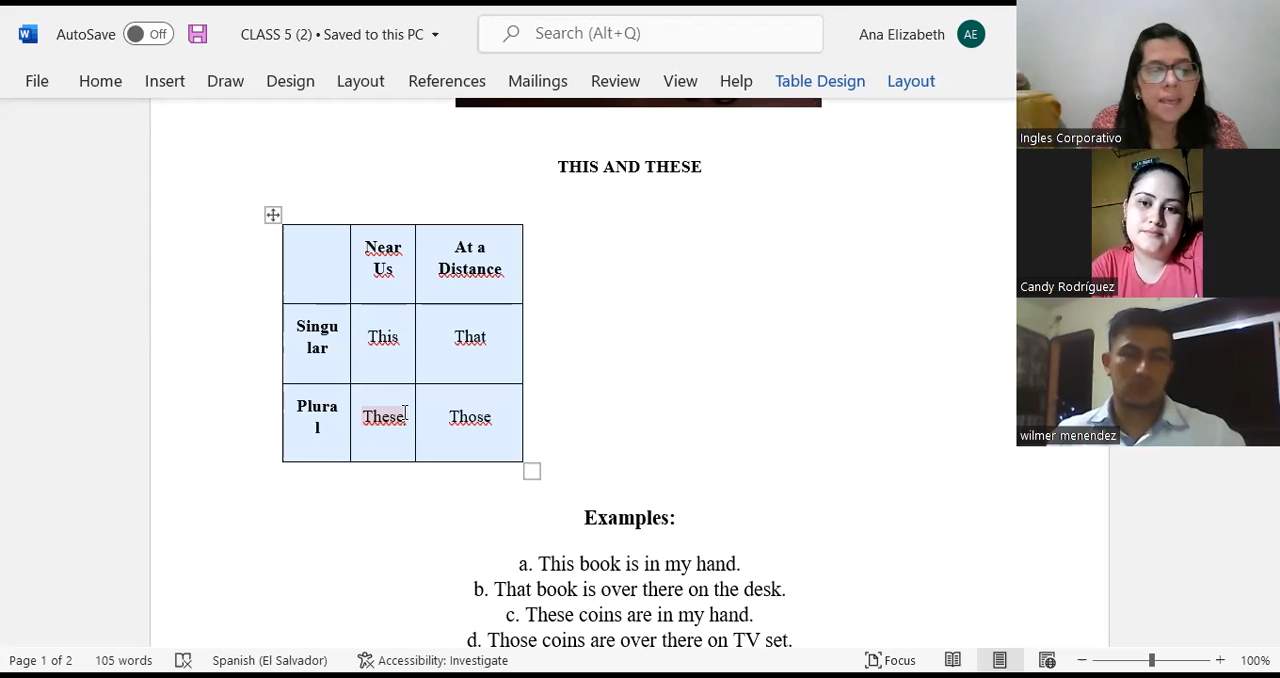 AutoSave Off CLASS 5 (2) • Saved to this PC Search (Alt+Q) Ana Elizabeth AE
File Home Insert Draw Design Layout References Mailings Review View Help Table Design Layout
THIS AND THESE
Near
Us
At a
Distance
Singu
lar
This
That
Plura
l
These
Those
Examples:
a. This book is in my hand.
b. That book is over there on the desk.
c. These coins are in my hand.
d. Those coins are over there on TV set.
Page 1 of 2 105 words Spanish (El Salvador) Accessibility: Investigate Focus 100%
Ingles Corporativo
Candy Rodríguez
wilmer menendez